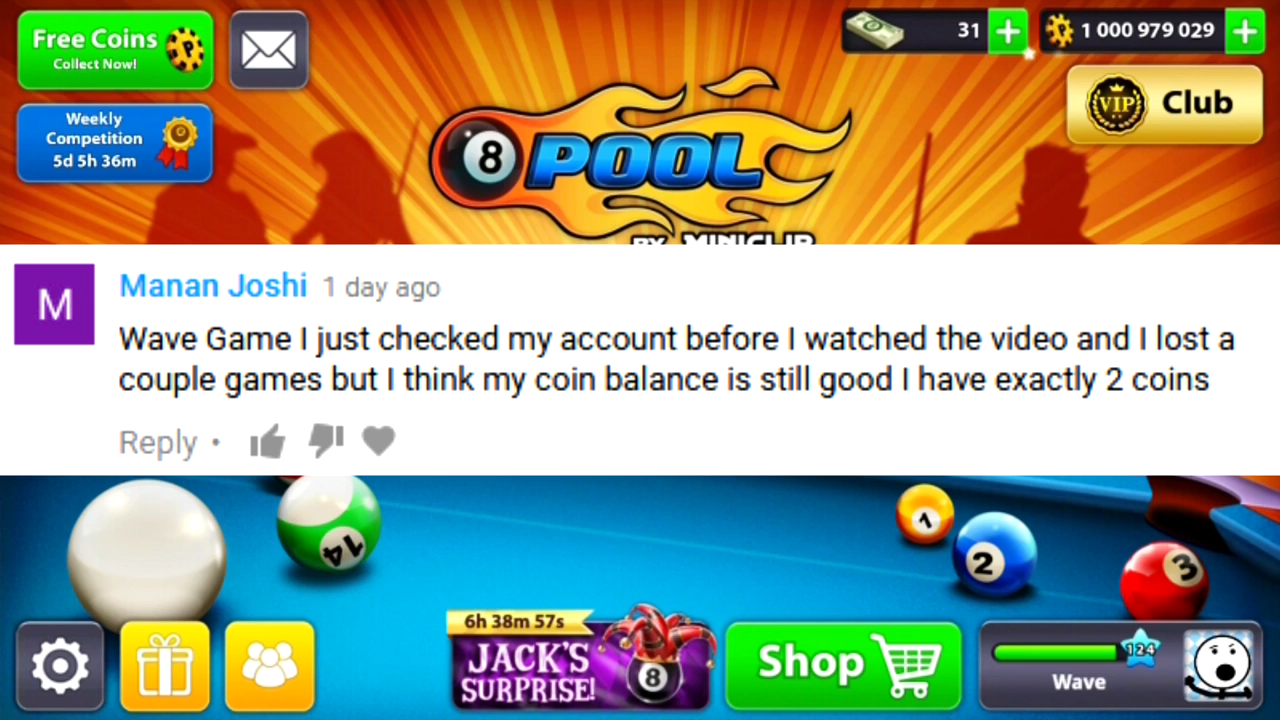 Free Coins
Collect Now!
31
1 000 979 029
Weekly
Competition
5d 5h 36m
VIP Club
8 POOL
BY MINICLIP
M
Manan Joshi 1 day ago
Wave Game I just checked my account before I watched the video and I lost a
couple games but I think my coin balance is still good I have exactly 2 coins
Reply •
14
1
2
3
6h 38m 57s
JACK'S
SURPRISE!
8
Shop
124
Wave